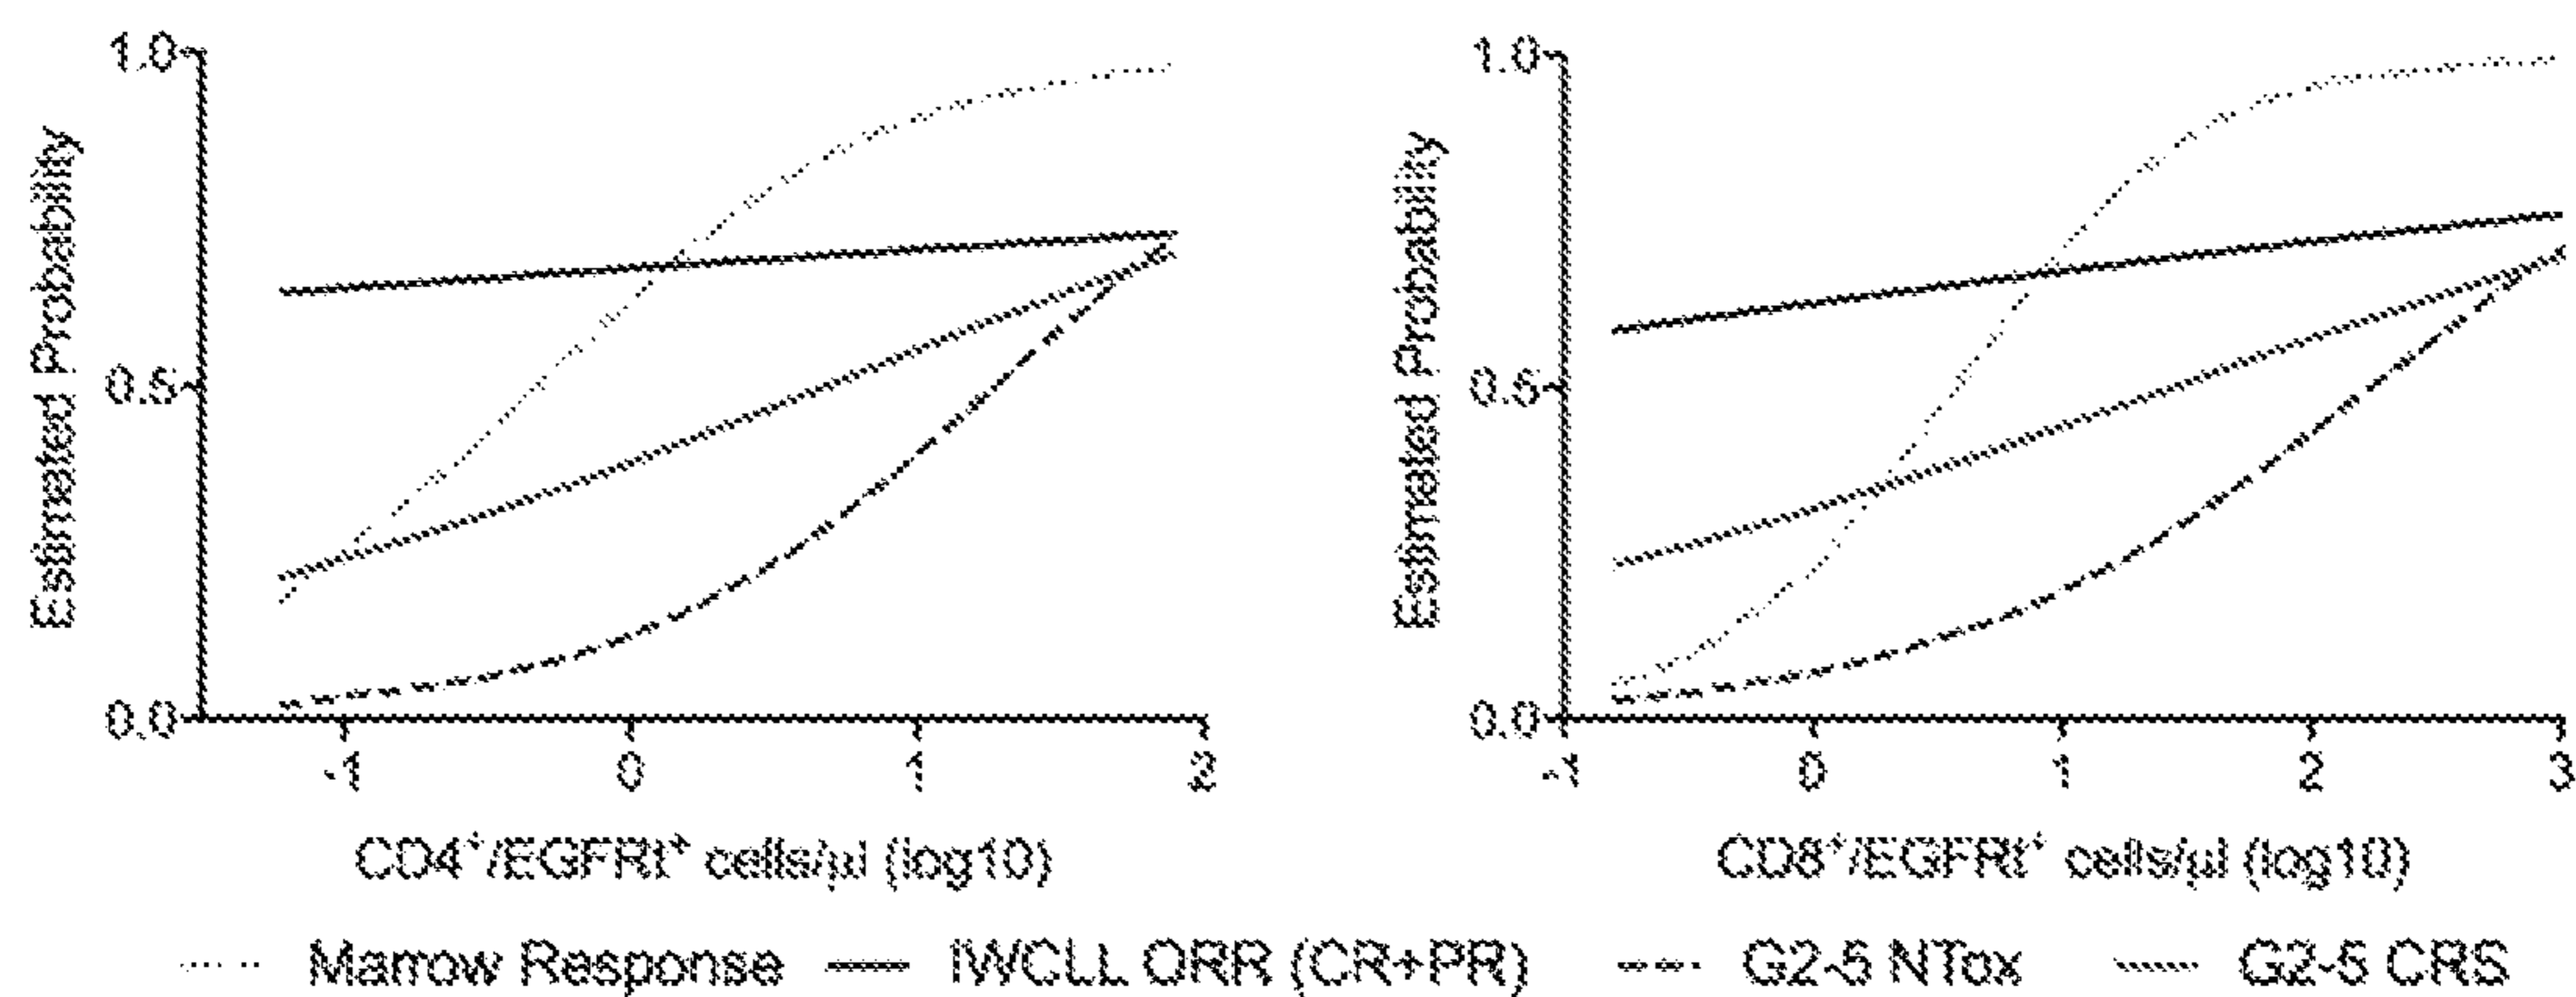 1.0
0.5
0.0
Estimated Probability
-1 0 1 2
CD4⁺/EGFRt⁺ cells/µl (log10)
1.0
0.5
0.0
Estimated Probability
-1 0 1 2 3
CD8⁺/EGFRt⁺ cells/µl (log10)
Marrow Response IWCLL ORR (CR+PR) G2-5 NTox G2-5 CRS